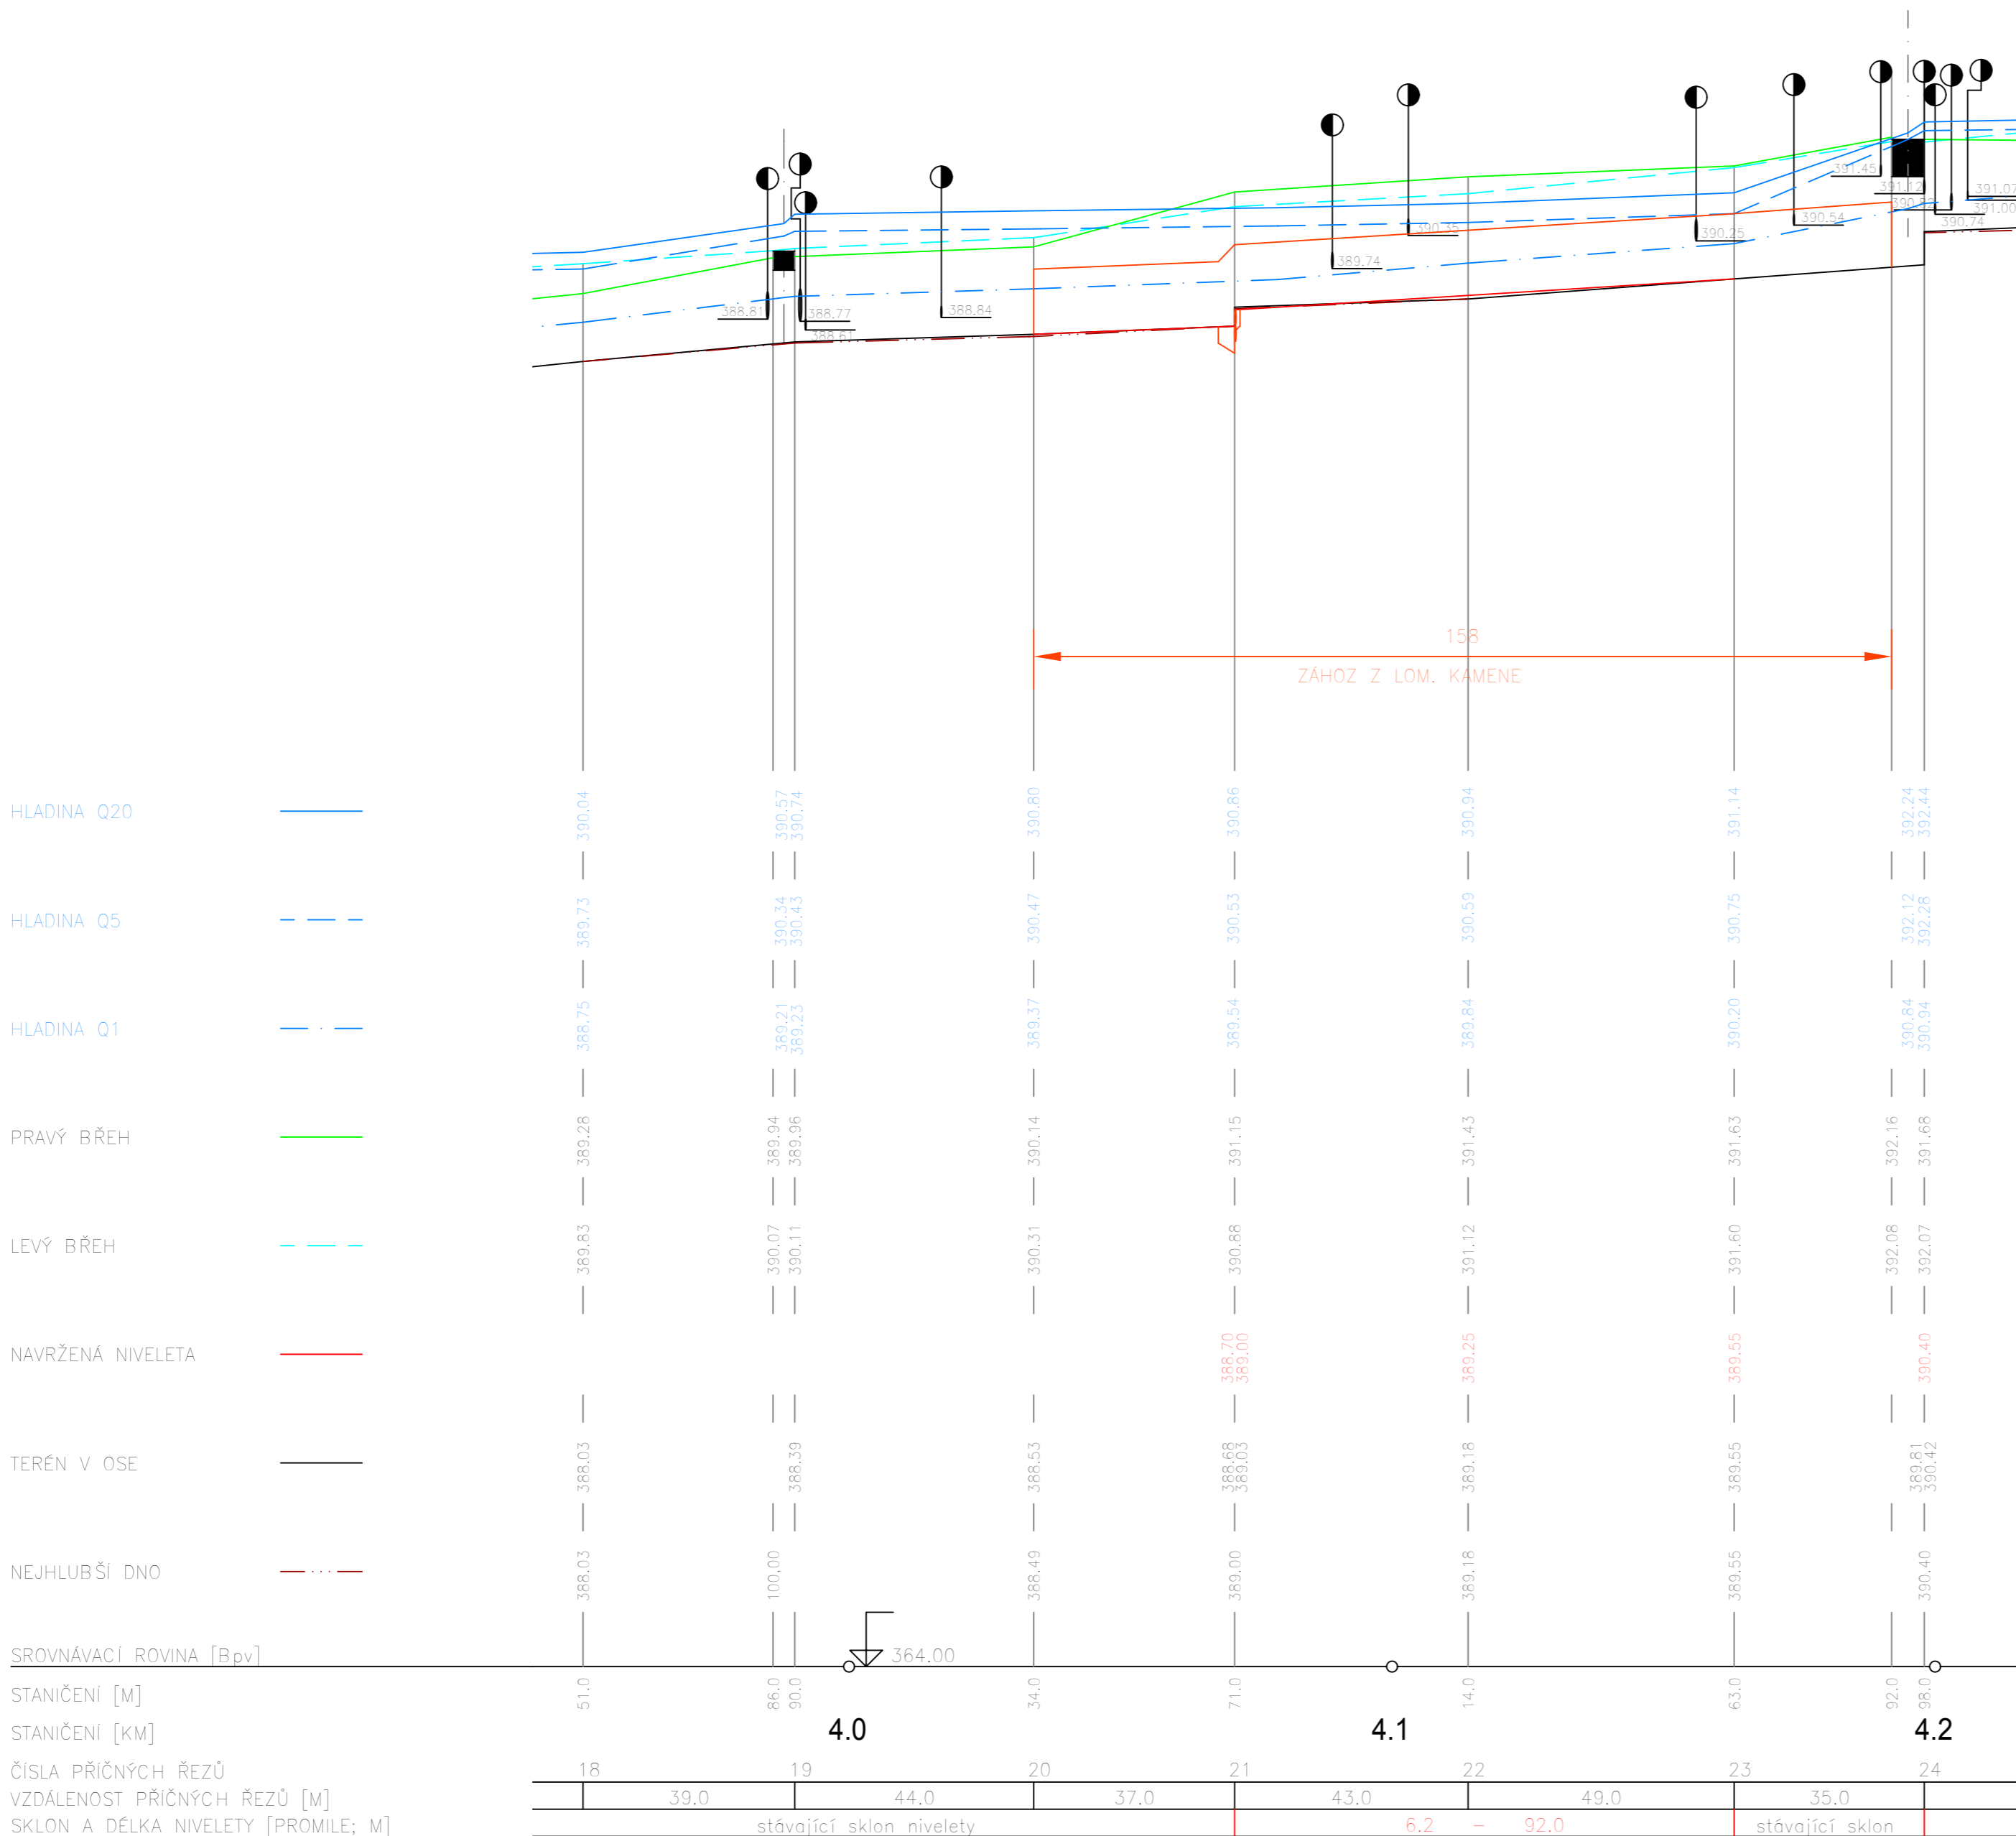 391.45
391.12
391.07
390.82
391.00
390.74
390.54
390.35
390.25
389.74
388.81
388.77
388.84
388.61
158
ZÁHOZ Z LOM. KAMENE
HLADINA Q20 390.04 390.57 390.74 390.80 390.86 390.94 391.14 392.24 392.44
HLADINA Q5 389.73 390.34 390.43 390.47 390.53 390.59 390.75 392.12 392.28
HLADINA Q1 388.75 389.21 389.23 389.37 389.54 389.84 390.20 390.84 390.94
PRAVÝ BŘEH 389.28 389.94 389.96 390.14 391.15 391.43 391.63 392.16 391.68
LEVÝ BŘEH 389.83 390.07 390.11 390.31 390.88 391.12 391.60 392.08 392.07
NAVRŽENÁ NIVELETA 388.70 389.00 389.25 389.55 390.40
TERÉN V OSE 388.03 388.39 388.53 388.68 389.03 389.18 389.55 389.81 390.42
NEJHLUBŠÍ DNO 388.03 100,00 388.49 389.00 389.18 389.55 390.40
SROVNÁVACÍ ROVINA [Bpv] 364.00
STANIČENÍ [M] 51.0 86.0 90.0 34.0 71.0 14.0 63.0 92.0 98.0
STANIČENÍ [KM] 4.0 4.1 4.2
ČÍSLA PŘÍČNÝCH ŘEZŮ 18 19 20 21 22 23 24
VZDÁLENOST PŘÍČNÝCH ŘEZŮ [M] 39.0 44.0 37.0 43.0 49.0 35.0
SKLON A DÉLKA NIVELETY [PROMILE; M] stávající sklon nivelety 6.2 – 92.0 stávající sklon